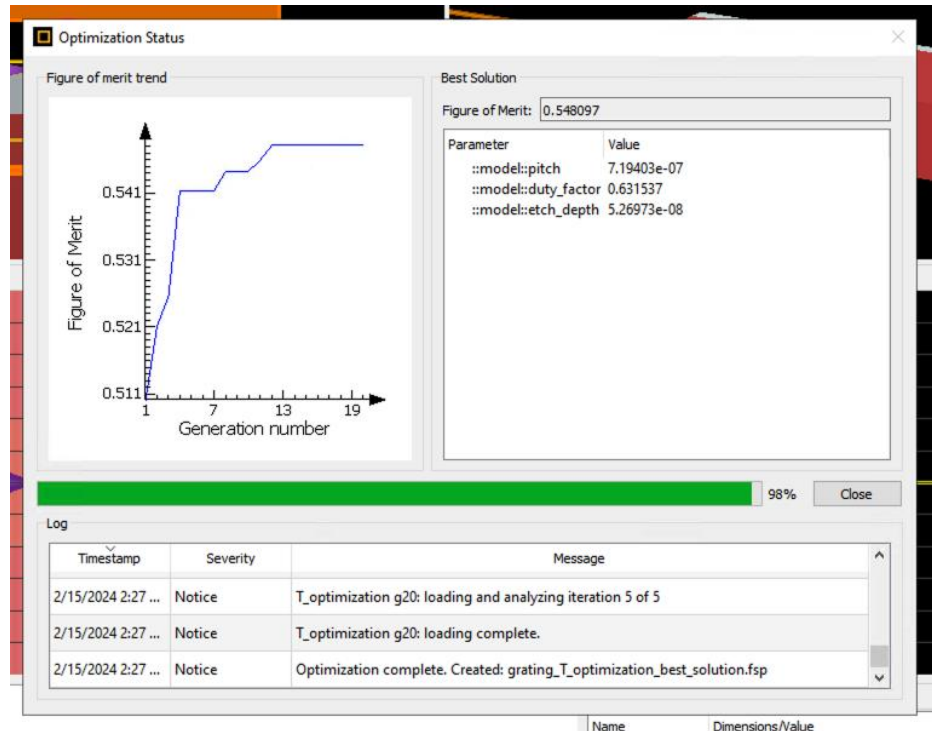 Optimization Status
Figure of merit trend
Figure of Merit
0.541
0.531
0.521
0.511
1 7 13 19
Generation number
Best Solution
Figure of Merit: 0.548097
Parameter Value
::model::pitch 7.19403e-07
::model::duty_factor 0.631537
::model::etch_depth 5.26973e-08
98% Close
Log
Timestamp Severity Message
2/15/2024 2:27 ... Notice T_optimization g20: loading and analyzing iteration 5 of 5
2/15/2024 2:27 ... Notice T_optimization g20: loading complete.
2/15/2024 2:27 ... Notice Optimization complete. Created: grating_T_optimization_best_solution.fsp
Name Dimensions/Value